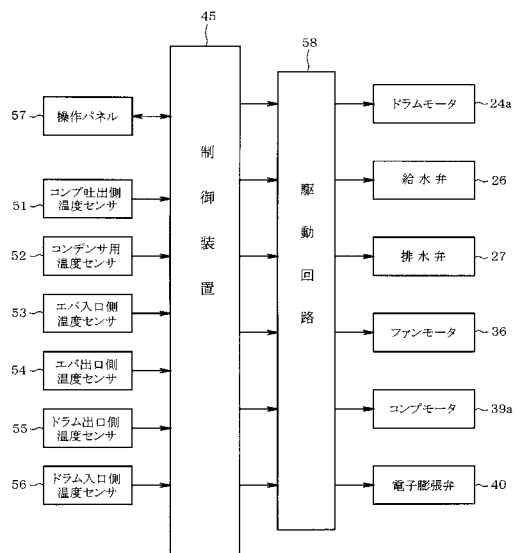 45
58
57
操作パネル
ドラムモータ
24a
制御装置
駆動回路
51
コンプ吐出側
温度センサ
給水弁
26
52
コンデンサ用
温度センサ
排水弁
27
53
エバ入口側
温度センサ
ファンモータ
36
54
エバ出口側
温度センサ
コンプモータ
39a
55
ドラム出口側
温度センサ
56
ドラム入口側
温度センサ
電子膨張弁
40